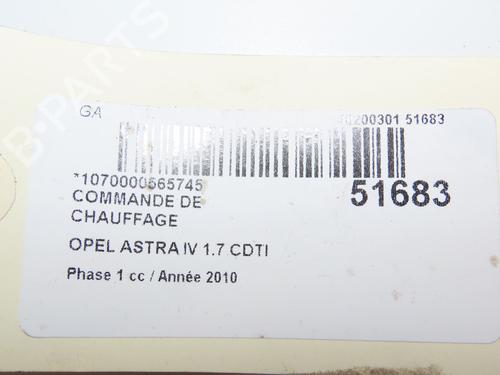 GA
10200301 51683
*1070000565745
51683
COMMANDE DE
CHAUFFAGE
OPEL ASTRA IV 1.7 CDTI
Phase 1 cc / Année 2010
B-PARTS